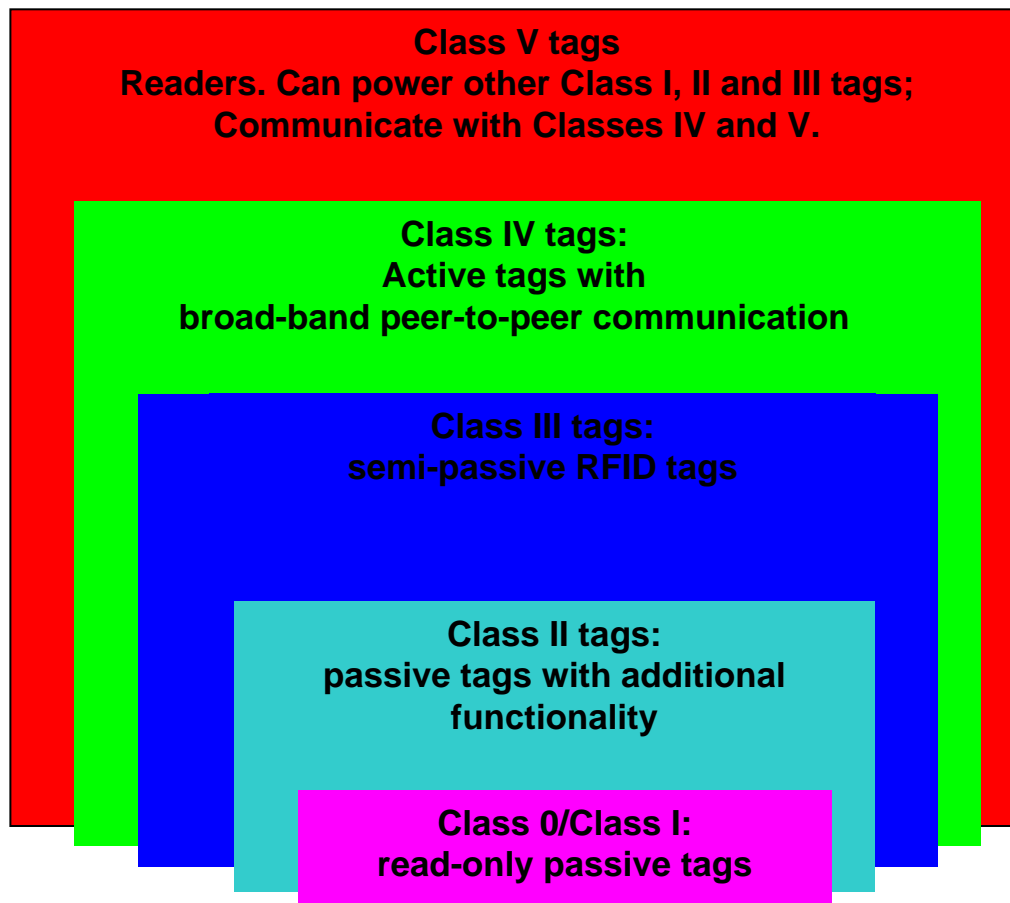 Class V tags
Readers. Can power other Class I, II and III tags;
Communicate with Classes IV and V.
Class IV tags:
Active tags with
broad-band peer-to-peer communication
Class III tags:
semi-passive RFID tags
Class II tags:
passive tags with additional
functionality
Class 0/Class I:
read-only passive tags